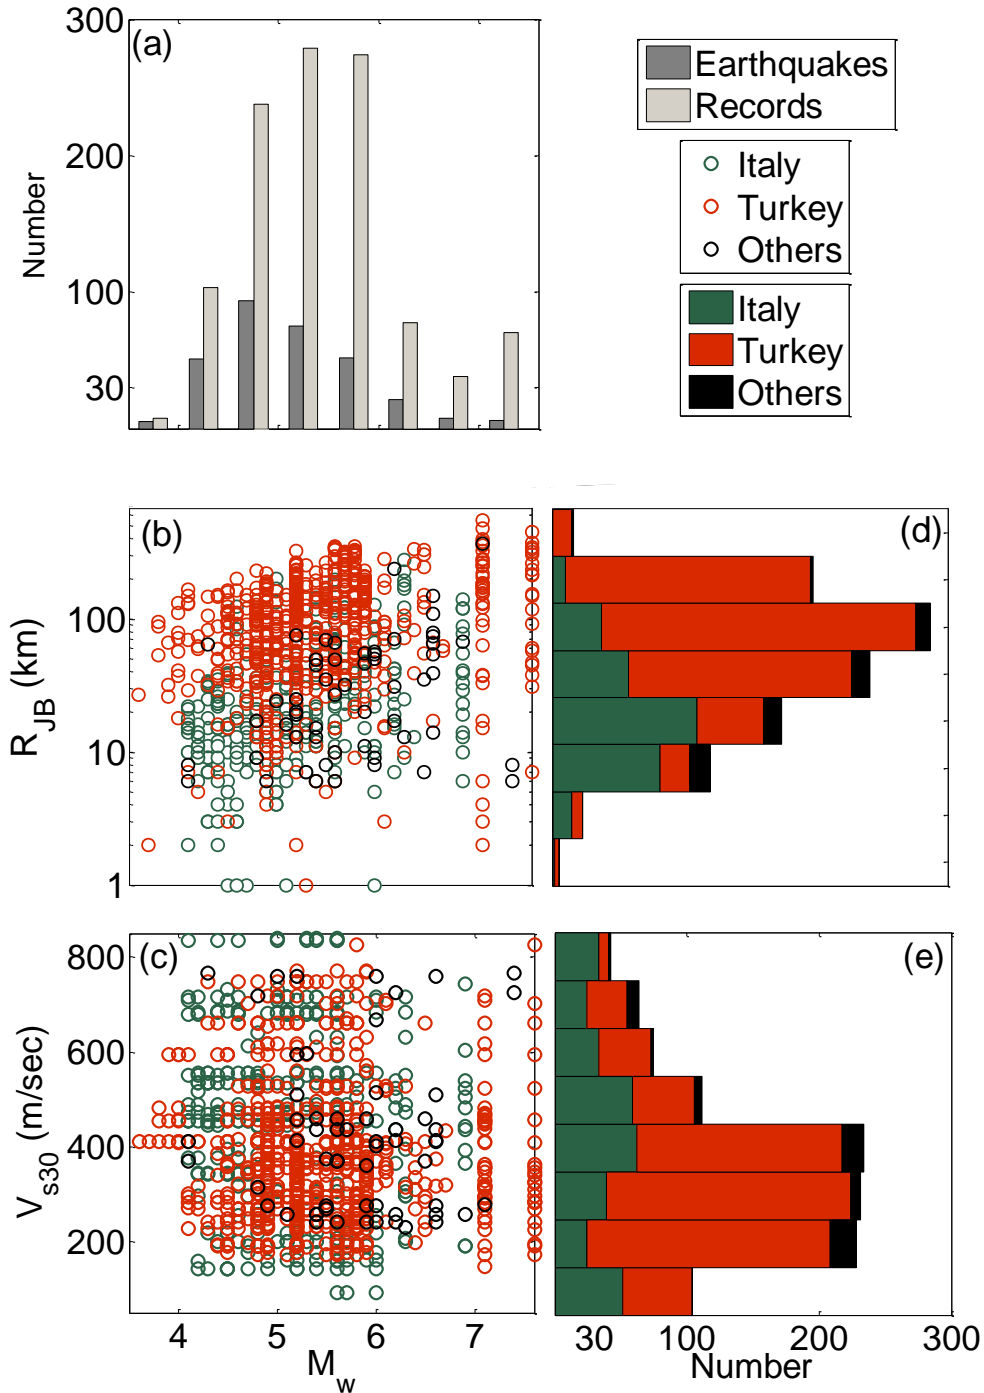 (a)
300
200
100
30
Number
Earthquakes
Records
Italy
Turkey
Others
Italy
Turkey
Others
(b)
100
10
1
R_JB (km)
(d)
(c)
800
600
400
200
V_s30 (m/sec)
4 5 6 7
M_w
(e)
30 100 200 300
Number